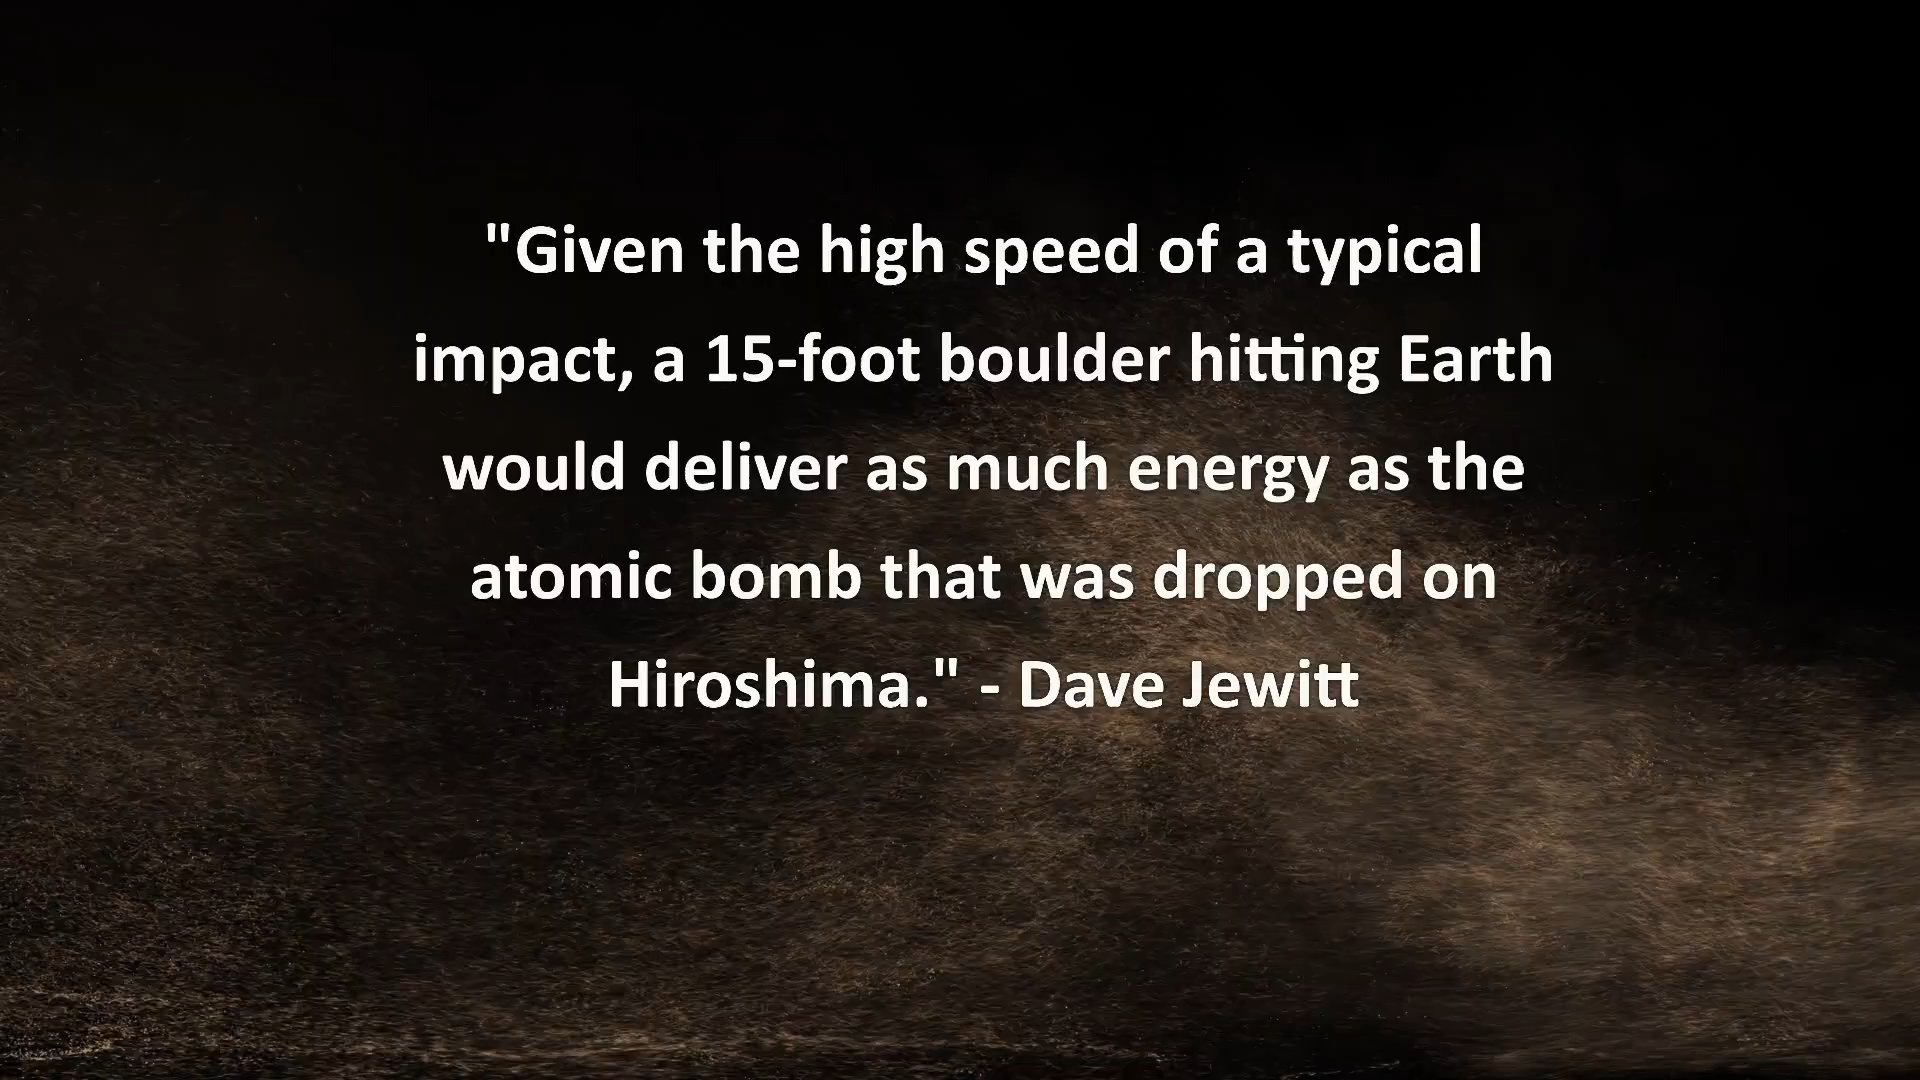 "Given the high speed of a typical
impact, a 15-foot boulder hitting Earth
would deliver as much energy as the
atomic bomb that was dropped on
Hiroshima." - Dave Jewitt